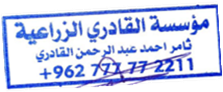 مؤسسة القادري الزراعية
ثامر احمد عبد الرحمن القادري
+962 777 77 2211